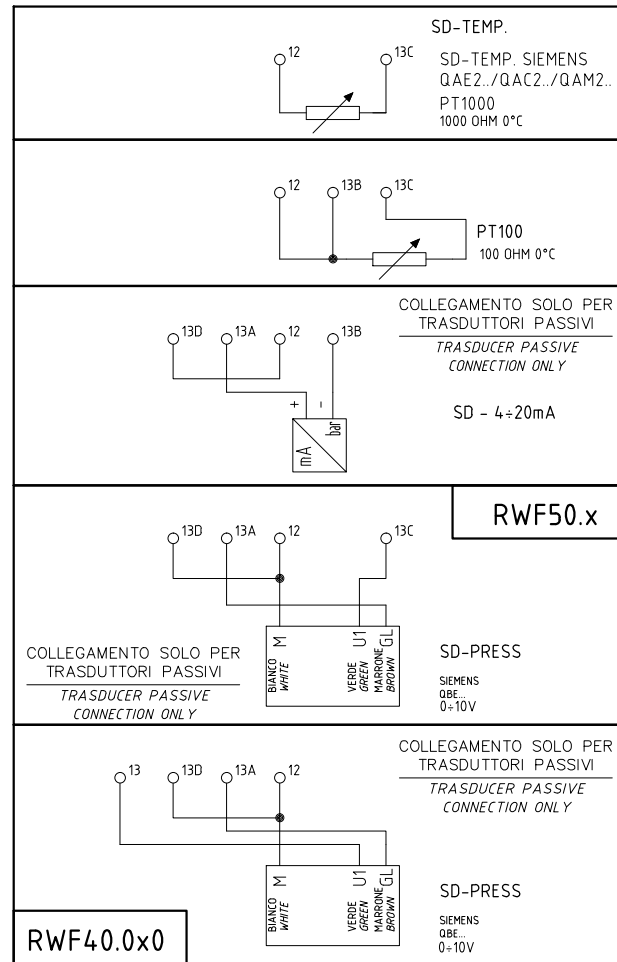 SD-TEMP.
12 13C
SD-TEMP. SIEMENS
QAE2../QAC2../QAM2..
PT1000
1000 OHM 0°C
12 13B 13C
PT100
100 OHM 0°C
COLLEGAMENTO SOLO PER
TRASDUTTORI PASSIVI
TRASDUCER PASSIVE
CONNECTION ONLY
13D 13A 12 13B
+ -
mA bar
SD - 4÷20mA
RWF50.x
13D 13A 12 13C
M U1 GL
BIANCO
WHITE
VERDE
GREEN
MARRONE
BROWN
COLLEGAMENTO SOLO PER
TRASDUTTORI PASSIVI
TRASDUCER PASSIVE
CONNECTION ONLY
SD-PRESS
SIEMENS
QBE...
0÷10V
COLLEGAMENTO SOLO PER
TRASDUTTORI PASSIVI
TRASDUCER PASSIVE
CONNECTION ONLY
13 13D 13A 12
M U1 GL
BIANCO
WHITE
VERDE
GREEN
MARRONE
BROWN
SD-PRESS
SIEMENS
QBE...
0÷10V
RWF40.0x0